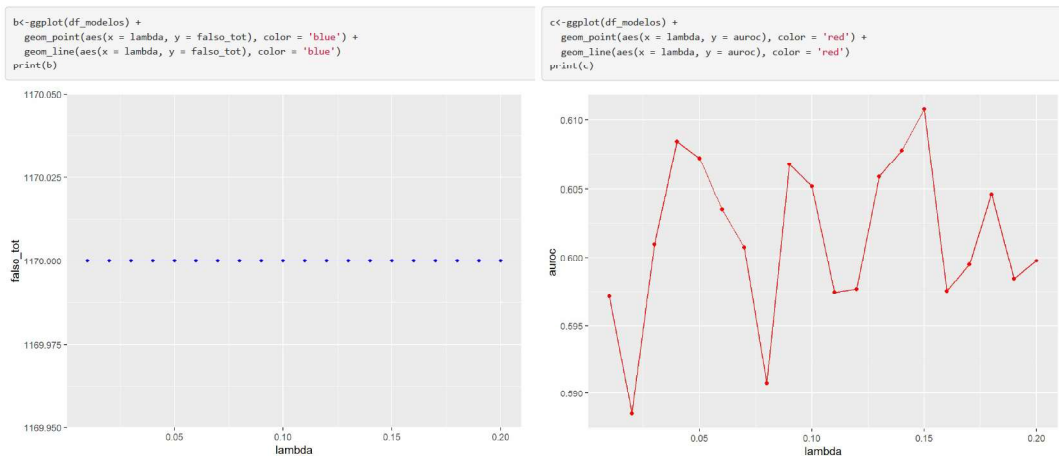 b<-ggplot(df_modelos) +
geom_point(aes(x = lambda, y = falso_tot), color = 'blue') +
geom_line(aes(x = lambda, y = falso_tot), color = 'blue')
print(b)
1170.050
1170.025
1170.000
1169.975
1169.950
falso_tot
0.05
0.10
0.15
0.20
lambda
c<-ggplot(df_modelos) +
geom_point(aes(x = lambda, y = auroc), color = 'red') +
geom_line(aes(x = lambda, y = auroc), color = 'red')
print(c)
0.610
0.605
0.600
0.595
0.590
auroc
0.05
0.10
0.15
0.20
lambda